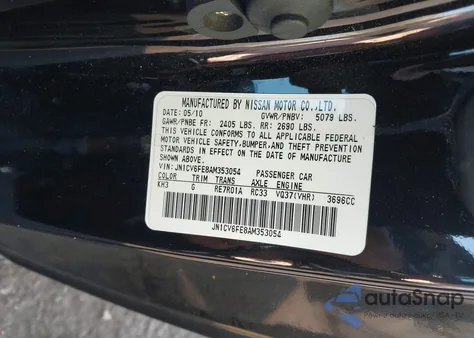 MANUFACTURED BY NISSAN MOTOR CO.,LTD.
DATE: 05/10 GVWR/PNBV: 5079 LBS.
GAWR/PNBE FR: 2405 LBS. RR: 2690 LBS.
THIS VEHICLE CONFORMS TO ALL APPLICABLE FEDERAL
MOTOR VEHICLE SAFETY,BUMPER,AND THEFT PREVENTION
STANDARDS IN EFFECT ON THE DATE OF MANUFACTURE
SHOWN ABOVE.
VIN: JN1CV6FE8AM353054 PASSENGER CAR
COLOR TRIM TRANS AXLE ENGINE
KH3 G RE7R01A RC33 VQ37(VHR) 3696CC
JN1CV6FE8AM353054
autoSnap